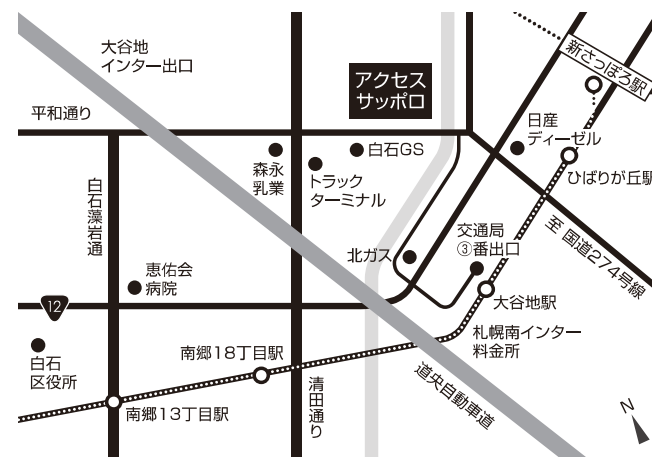 大谷地
インター出口
アクセス
サッポロ
新さっぽろ駅
平和通り
日産
ディーゼル
白石GS
森永
乳業
トラック
ターミナル
ひばりが丘駅
白石藻岩通
北ガス
交通局
③番出口
至 国道274号線
恵佑会
病院
12
大谷地駅
札幌南インター
料金所
白石
区役所
南郷18丁目駅
清田通り
道央自動車道
南郷13丁目駅
N